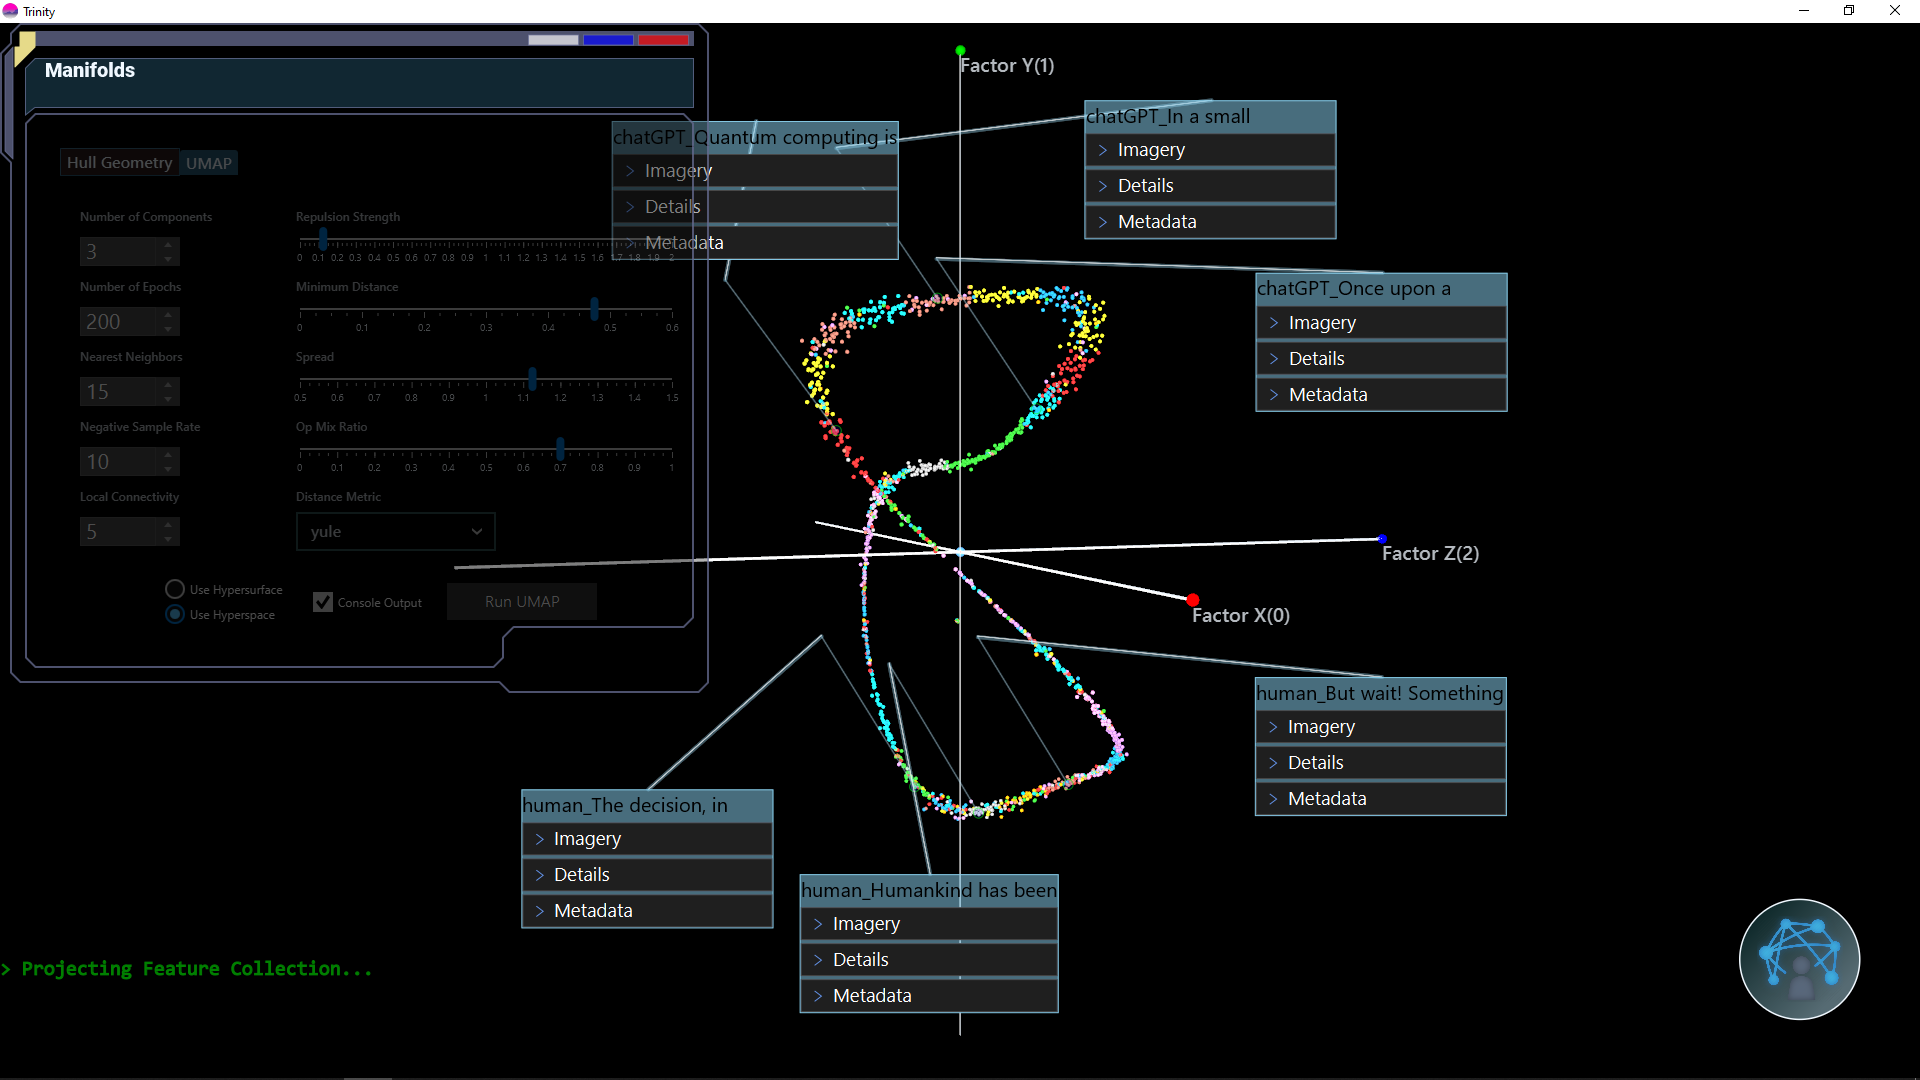 Trinity
Manifolds
Hull Geometry UMAP
Number of Components
3
Number of Epochs
200
Nearest Neighbors
15
Negative Sample Rate
10
Local Connectivity
5
Repulsion Strength
0 0.1 0.2 0.3 0.4 0.5 0.6 0.7 0.8 0.9 1 1.1 1.2 1.3 1.4 1.5 1.6 1.7 1.8 1.9 2
Minimum Distance
0 0.1 0.2 0.3 0.4 0.5 0.6
Spread
0.5 0.6 0.7 0.8 0.9 1 1.1 1.2 1.3 1.4 1.5
Op Mix Ratio
0 0.1 0.2 0.3 0.4 0.5 0.6 0.7 0.8 0.9 1
Distance Metric
yule
Use Hypersurface
Use Hyperspace
Console Output
Run UMAP
Factor Y(1)
chatGPT_Quantum computing is
Imagery
Details
Metadata
chatGPT_In a small
Imagery
Details
Metadata
chatGPT_Once upon a
Imagery
Details
Metadata
Factor Z(2)
Factor X(0)
human_But wait! Something
Imagery
Details
Metadata
human_The decision, in
Imagery
Details
Metadata
human_Humankind has been
Imagery
Details
Metadata
> Projecting Feature Collection...